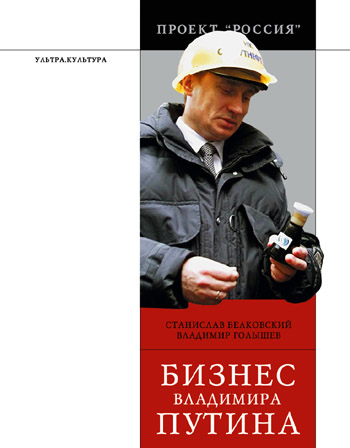 ПРОЕКТ "РОССИЯ"
УЛЬТРА.КУЛЬТУРА
СТАНИСЛАВ БЕЛКОВСКИЙ
ВЛАДИМИР ГОЛЫШЕВ
БИЗНЕС
ВЛАДИМИРА
ПУТИНА